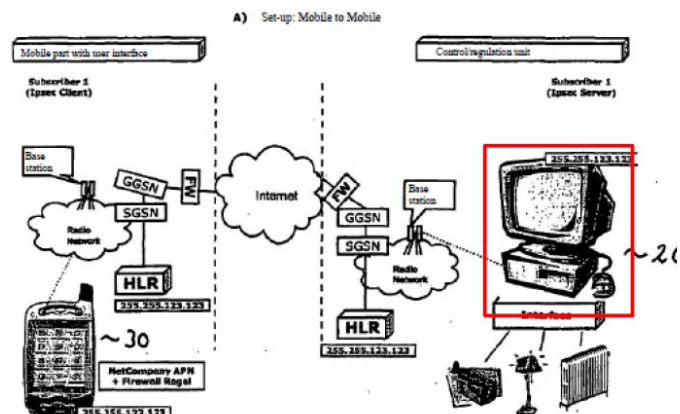 A) Set-up: Mobile to Mobile
Mobile part with user interface
Control/regulation unit
Subscriber 1
(Ipsec Client)
Subscriber 1
(Ipsec Server)
Base
station
GGSN
FW
SGSN
Radio
Network
HLR
255.255.123.123
Internet
FW
GGSN
SGSN
Base
station
Radio
Network
HLR
255.255.123.123
255.255.123.123
~20
Interface
~30
NetCompany APN
+ Firewall Regel
255.255.123.123